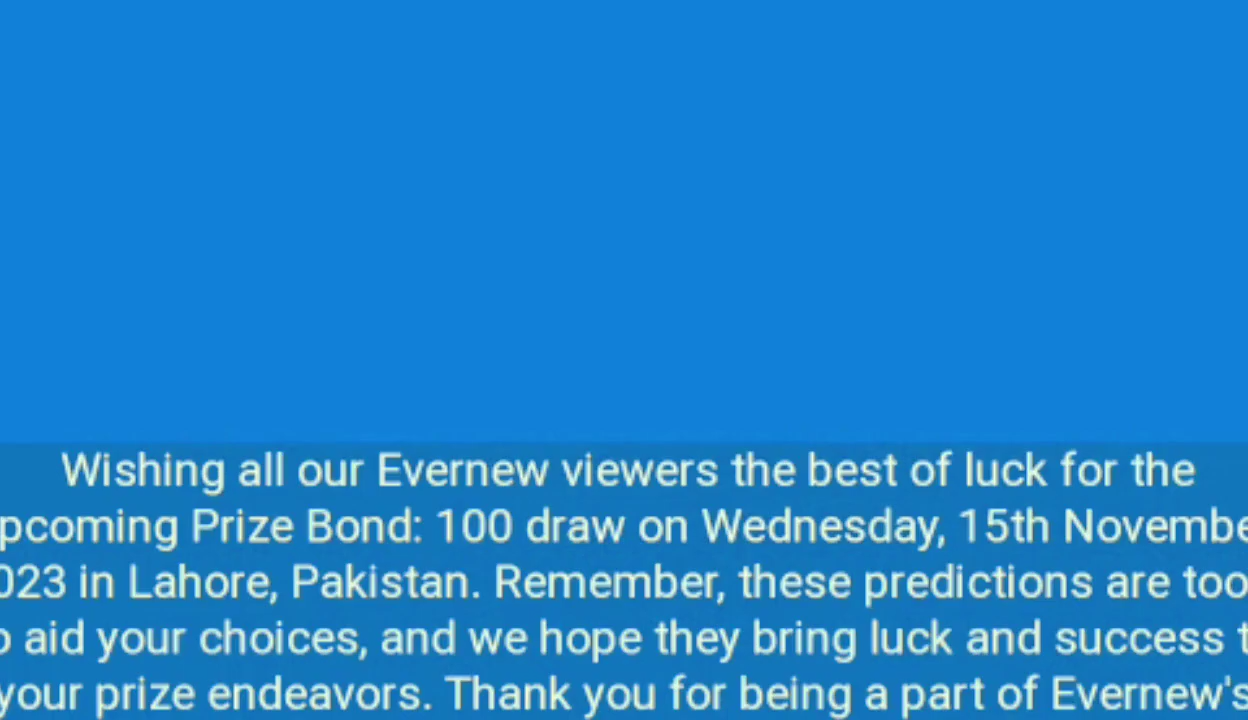 Wishing all our Evernew viewers the best of luck for the
pcoming Prize Bond: 100 draw on Wednesday, 15th Novembe
023 in Lahore, Pakistan. Remember, these predictions are too
o aid your choices, and we hope they bring luck and success t
your prize endeavors. Thank you for being a part of Evernew's